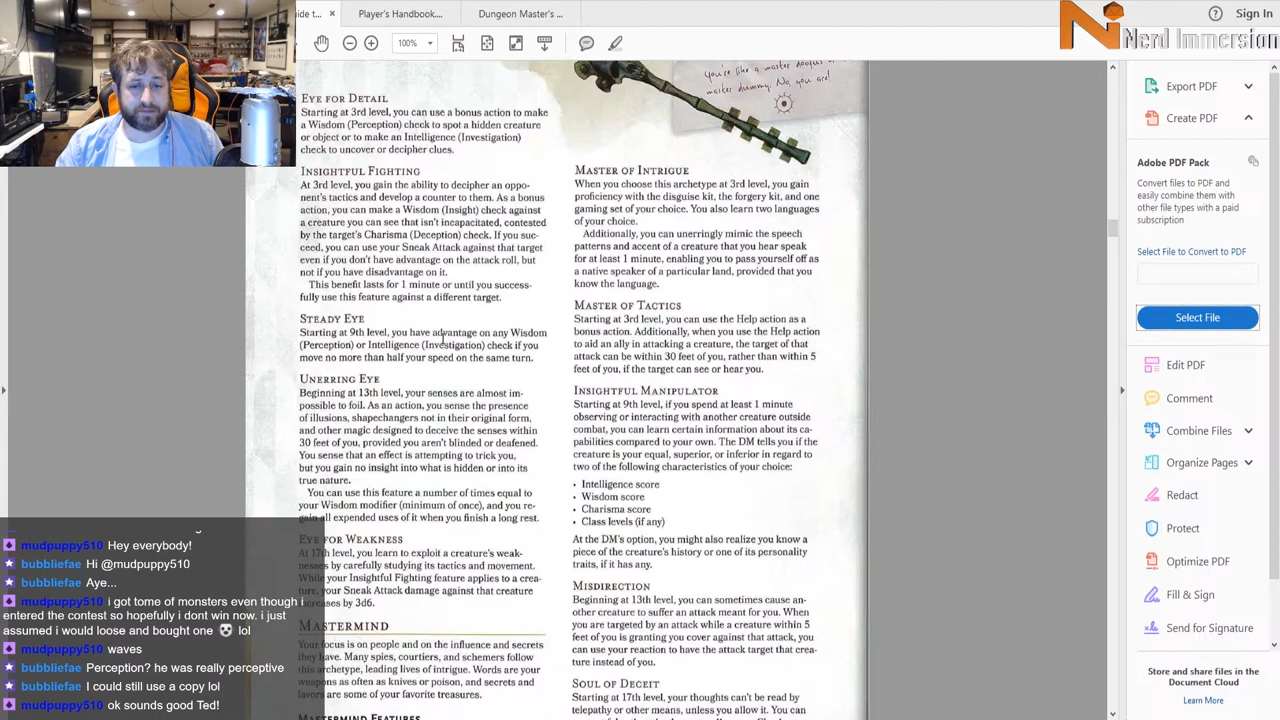 ide t...
Player's Handbook....
Dungeon Master's ...
Sign In
Nerd Immersion
100%
You're like a master doofus or
master dummy. No, you are!
EYE FOR DETAIL
Starting at 3rd level, you can use a bonus action to make
a Wisdom (Perception) check to spot a hidden creature
or object or to make an Intelligence (Investigation)
check to uncover or decipher clues.
INSIGHTFUL FIGHTING
At 3rd level, you gain the ability to decipher an oppo-
nent's tactics and develop a counter to them. As a bonus
action, you can make a Wisdom (Insight) check against
a creature you can see that isn't incapacitated, contested
by the target's Charisma (Deception) check. If you suc-
ceed, you can use your Sneak Attack against that target
even if you don't have advantage on the attack roll, but
not if you have disadvantage on it.
This benefit lasts for 1 minute or until you success-
fully use this feature against a different target.
STEADY EYE
Starting at 9th level, you have advantage on any Wisdom
(Perception) or Intelligence (Investigation) check if you
move no more than half your speed on the same turn.
UNERRING EYE
Beginning at 13th level, your senses are almost im-
possible to foil. As an action, you sense the presence
of illusions, shapechangers not in their original form,
and other magic designed to deceive the senses within
30 feet of you, provided you aren't blinded or deafened.
You sense that an effect is attempting to trick you,
but you gain no insight into what is hidden or into its
true nature.
You can use this feature a number of times equal to
your Wisdom modifier (minimum of once), and you re-
gain all expended uses of it when you finish a long rest.
EYE FOR WEAKNESS
At 17th level, you learn to exploit a creature's weak-
nesses by carefully studying its tactics and movement.
While your Insightful Fighting feature applies to a crea-
ture, your Sneak Attack damage against that creature
increases by 3d6.
MASTERMIND
Your focus is on people and on the influence and secrets
they have. Many spies, courtiers, and schemers follow
this archetype, leading lives of intrigue. Words are your
weapons as often as knives or poison, and secrets and
favors are some of your favorite treasures.
MASTERMIND FEATURES
MASTER OF INTRIGUE
When you choose this archetype at 3rd level, you gain
proficiency with the disguise kit, the forgery kit, and one
gaming set of your choice. You also learn two languages
of your choice.
Additionally, you can unerringly mimic the speech
patterns and accent of a creature that you hear speak
for at least 1 minute, enabling you to pass yourself off as
a native speaker of a particular land, provided that you
know the language.
MASTER OF TACTICS
Starting at 3rd level, you can use the Help action as a
bonus action. Additionally, when you use the Help action
to aid an ally in attacking a creature, the target of that
attack can be within 30 feet of you, rather than within 5
feet of you, if the target can see or hear you.
INSIGHTFUL MANIPULATOR
Starting at 9th level, if you spend at least 1 minute
observing or interacting with another creature outside
combat, you can learn certain information about its ca-
pabilities compared to your own. The DM tells you if the
creature is your equal, superior, or inferior in regard to
two of the following characteristics of your choice:
• Intelligence score
• Wisdom score
• Charisma score
• Class levels (if any)
At the DM's option, you might also realize you know a
piece of the creature's history or one of its personality
traits, if it has any.
MISDIRECTION
Beginning at 13th level, you can sometimes cause an-
other creature to suffer an attack meant for you. When
you are targeted by an attack while a creature within 5
feet of you is granting you cover against that attack, you
can use your reaction to have the attack target that crea-
ture instead of you.
SOUL OF DECEIT
Starting at 17th level, your thoughts can't be read by
telepathy or other means, unless you allow it. You can
Export PDF
Create PDF
Adobe PDF Pack
Convert files to PDF and
easily combine them with
other file types with a paid
subscription
Select File to Convert to PDF
Select File
Edit PDF
Comment
Combine Files
Organize Pages
Redact
Protect
Optimize PDF
Fill & Sign
Send for Signature
Store and share files in the
Document Cloud
Learn More
mudpuppy510 Hey everybody!
bubbliefae Hi @mudpuppy510
bubbliefae Aye...
mudpuppy510 i got tome of monsters even though i
entered the contest so hopefully i dont win now. i just
assumed i would loose and bought one lol
mudpuppy510 waves
bubbliefae Perception? he was really perceptive
bubbliefae I could still use a copy lol
mudpuppy510 ok sounds good Ted!